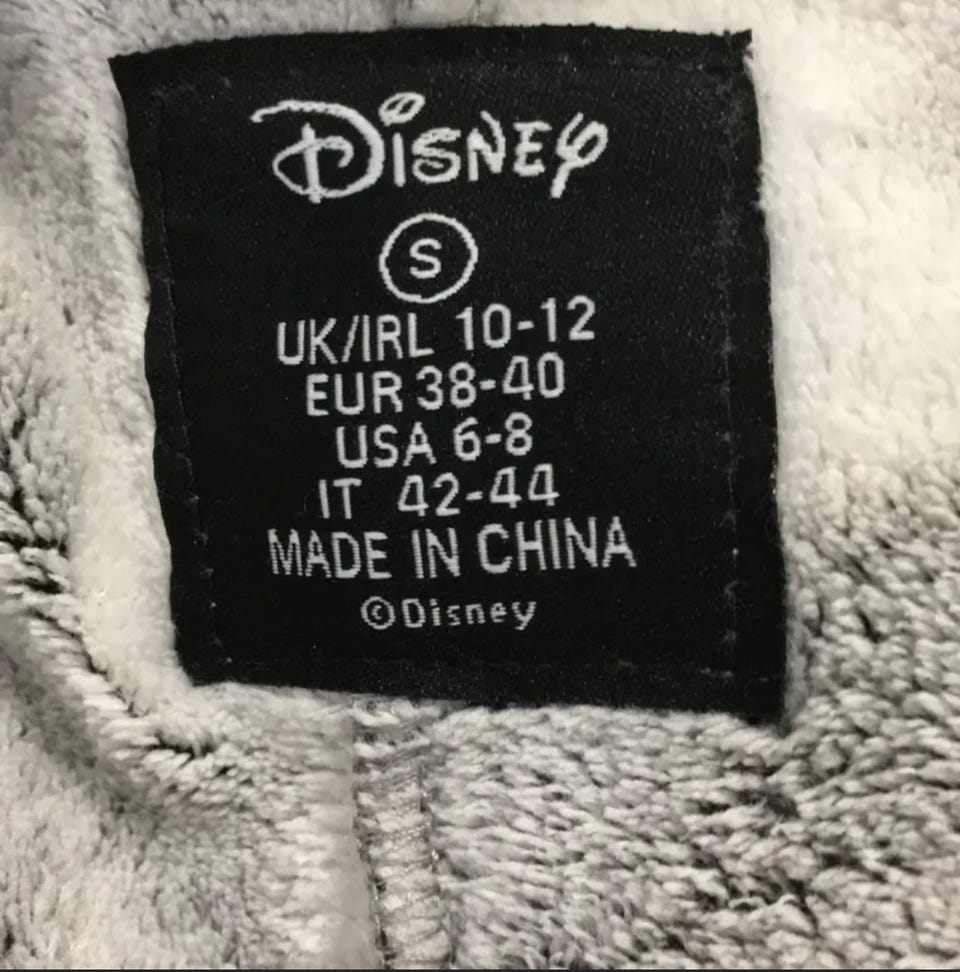 Disney
S
UK/IRL 10-12
EUR 38-40
USA 6-8
IT 42-44
MADE IN CHINA
©Disney